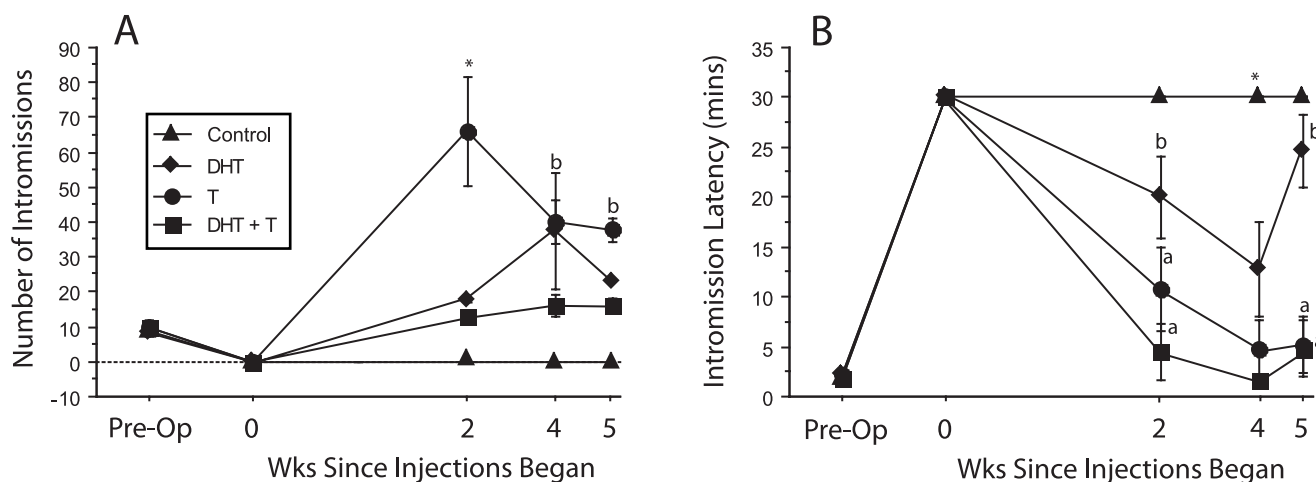 A
Number of Intromissions
90
80
70
60
50
40
30
20
10
0
-10
Control
DHT
T
DHT + T
*
b
b
Pre-Op 0 2 4 5
Wks Since Injections Began
B
Intromission Latency (mins)
35
30
25
20
15
10
5
0
*
b
b
a
a
a
Pre-Op 0 2 4 5
Wks Since Injections Began